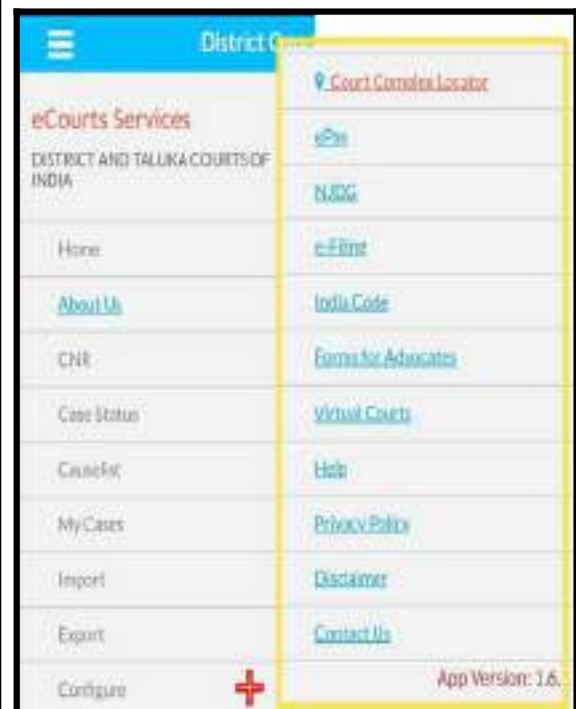 District C
eCourts Services
DISTRICT AND TALUKA COURTS OF
INDIA
Home
About Us
CNR
Case Status
Causelist
My Cases
Import
Export
Configure
Court Complex Locator
ePay
NJDG
e-Filing
India Code
Forms for Advocates
Virtual Courts
Help
Privacy Policy
Disclaimer
Contact Us
App Version: 1.6.